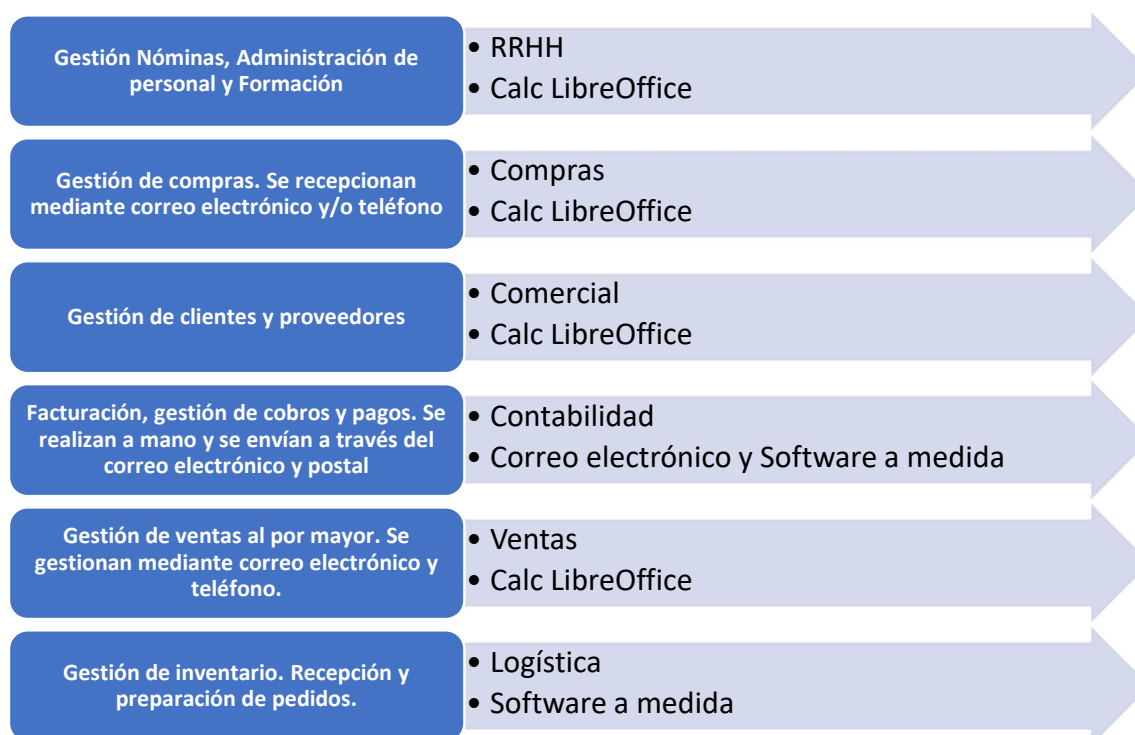 Gestión Nóminas, Administración de
personal y Formación
• RRHH
• Calc LibreOffice
Gestión de compras. Se recepcionan
mediante correo electrónico y/o teléfono
• Compras
• Calc LibreOffice
Gestión de clientes y proveedores
• Comercial
• Calc LibreOffice
Facturación, gestión de cobros y pagos. Se
realizan a mano y se envían a través del
correo electrónico y postal
• Contabilidad
• Correo electrónico y Software a medida
Gestión de ventas al por mayor. Se
gestionan mediante correo electrónico y
teléfono.
• Ventas
• Calc LibreOffice
Gestión de inventario. Recepción y
preparación de pedidos.
• Logística
• Software a medida